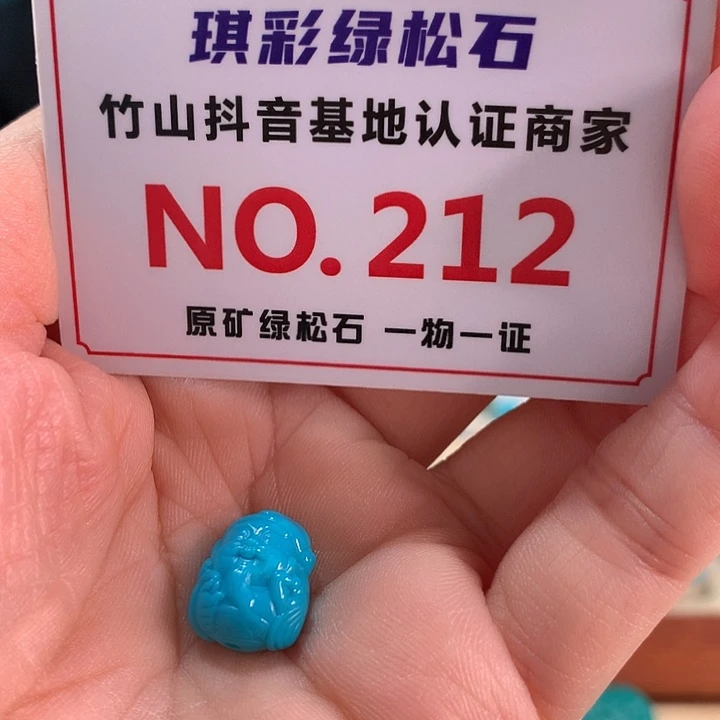 琪彩绿松石
竹山抖音基地认证商家
NO.212
原矿绿松石 一物一证